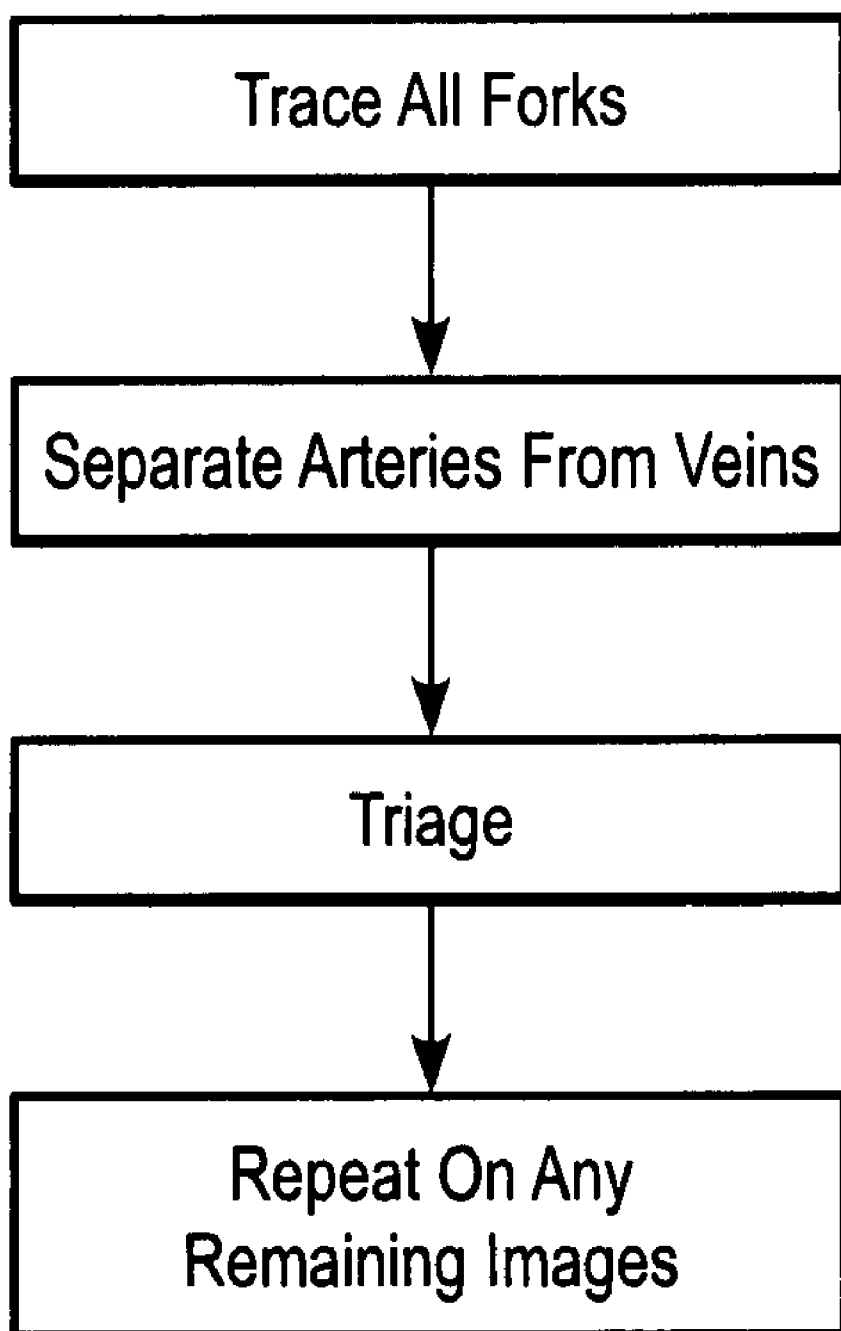 Trace All Forks
Separate Arteries From Veins
Triage
Repeat On Any
Remaining Images